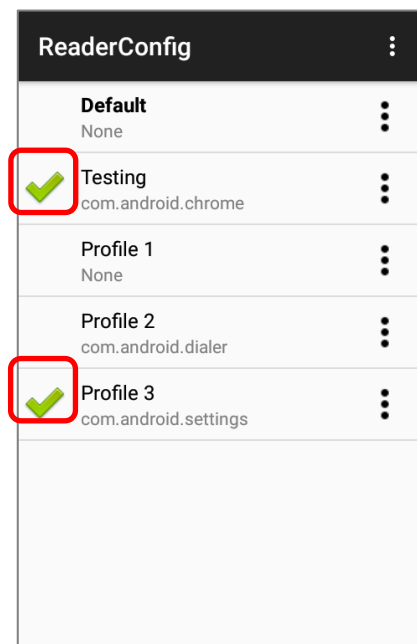 ReaderConfig
Default
None
Testing
com.android.chrome
Profile 1
None
Profile 2
com.android.dialer
Profile 3
com.android.settings